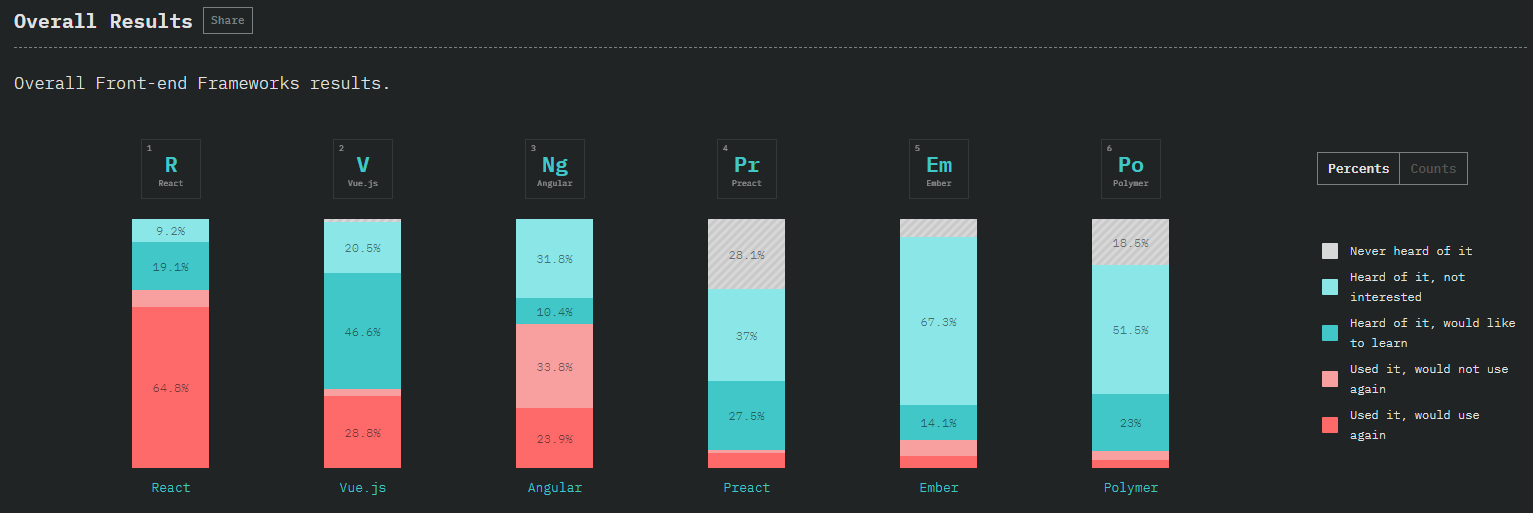 Overall Results
Share
Overall Front-end Frameworks results.
1
R
React
2
V
Vue.js
3
Ng
Angular
4
Pr
Preact
5
Em
Ember
6
Po
Polymer
Percents
Counts
9.2%
19.1%
64.8%
20.5%
46.6%
28.8%
31.8%
10.4%
33.8%
23.9%
28.1%
37%
27.5%
67.3%
14.1%
18.5%
51.5%
23%
Never heard of it
Heard of it, not
interested
Heard of it, would like
to learn
Used it, would not use
again
Used it, would use
again
React
Vue.js
Angular
Preact
Ember
Polymer